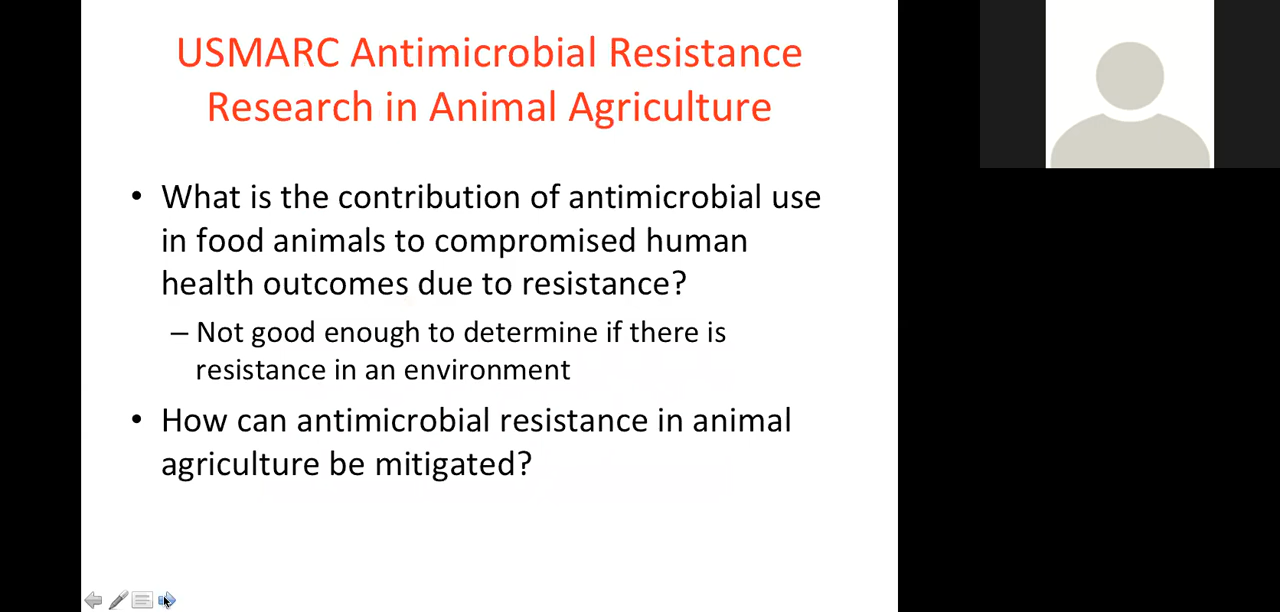 USMARC Antimicrobial Resistance
Research in Animal Agriculture
• What is the contribution of antimicrobial use
in food animals to compromised human
health outcomes due to resistance?
– Not good enough to determine if there is
resistance in an environment
• How can antimicrobial resistance in animal
agriculture be mitigated?